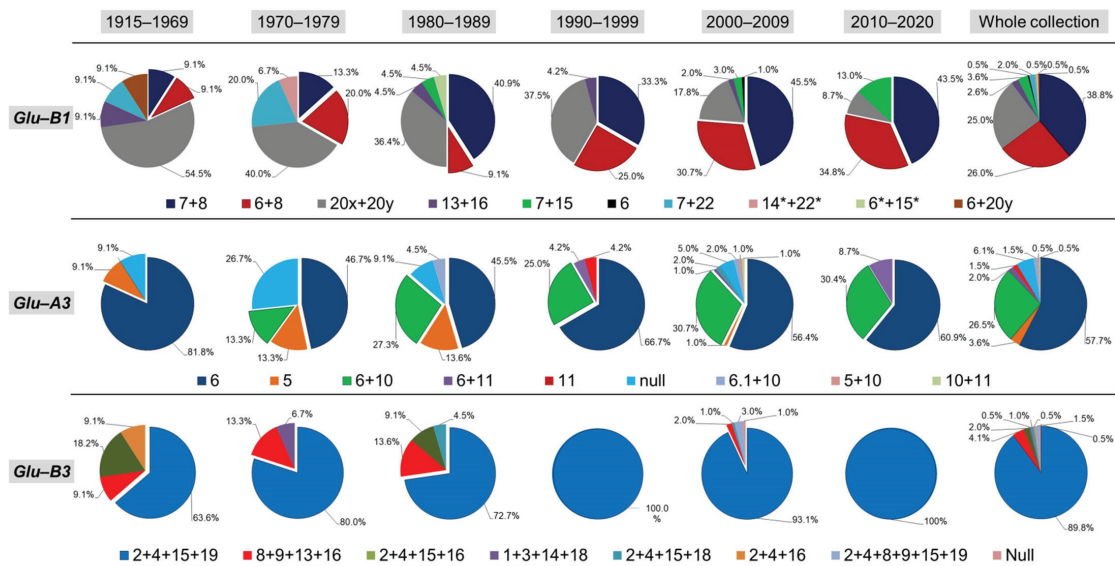 1915–1969 1970–1979 1980–1989 1990–1999 2000–2009 2010–2020 Whole collection
Glu–B1
9.1% 9.1% 9.1% 9.1% 9.1% 54.5%
6.7% 13.3% 20.0% 20.0% 40.0%
4.5% 4.5% 4.5% 40.9% 36.4% 9.1%
4.2% 33.3% 37.5% 25.0%
3.0% 1.0% 2.0% 45.5% 17.8% 30.7%
13.0% 43.5% 8.7% 34.8%
0.5% 0.5% 0.5% 0.5% 3.6% 2.6% 38.8% 25.0% 26.0%
7+8 6+8 20x+20y 13+16 7+15 6 7+22 14*+22* 6*+15* 6+20y
Glu–A3
9.1% 9.1% 81.8%
26.7% 46.7% 13.3% 13.3%
4.5% 9.1% 45.5% 27.3% 13.6%
4.2% 4.2% 25.0% 66.7%
5.0% 2.0% 1.0% 1.0% 2.0% 1.0% 30.7% 1.0% 56.4%
8.7% 30.4% 60.9%
6.1% 1.5% 0.5% 0.5% 1.5% 2.0% 26.5% 3.6% 57.7%
6 5 6+10 6+11 11 null 6.1+10 5+10 10+11
Glu–B3
9.1% 18.2% 9.1% 63.6%
13.3% 6.7% 80.0%
9.1% 4.5% 13.6% 72.7%
100.0
%
1.0% 3.0% 1.0% 2.0% 93.1%
100%
0.5% 1.0% 0.5% 1.5% 2.0% 4.1% 0.5% 89.8%
2+4+15+19 8+9+13+16 2+4+15+16 1+3+14+18 2+4+15+18 2+4+16 2+4+8+9+15+19 Null